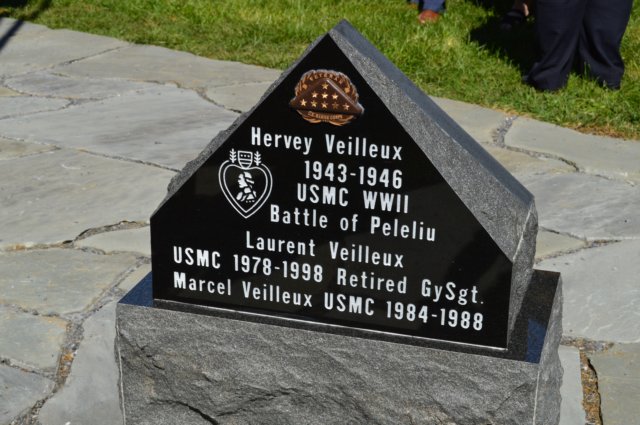 VETERAN
Hervey Veilleux
1943-1946
USMC WWII
Battle of Peleliu
Laurent Veilleux
USMC 1978-1998 Retired GySgt.
Marcel Veilleux USMC 1984-1988